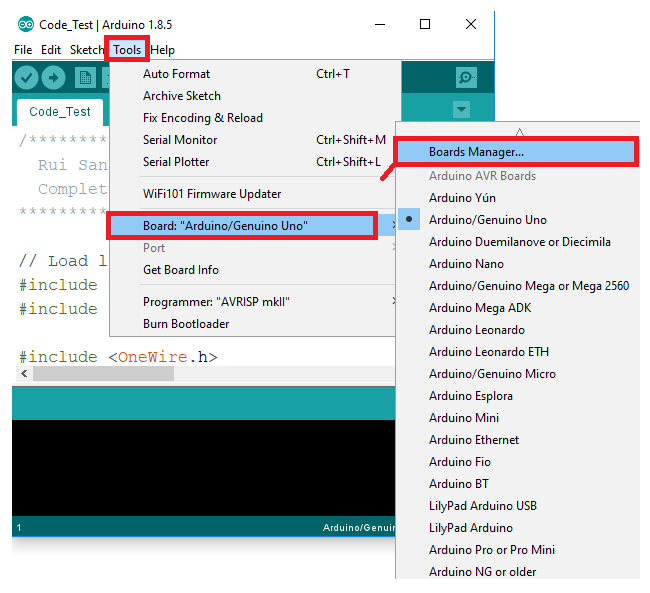 Code_Test | Arduino 1.8.5
File Edit Sketch Tools Help
Auto Format Ctrl+T
Archive Sketch
Fix Encoding & Reload
Serial Monitor Ctrl+Shift+M
Serial Plotter Ctrl+Shift+L
WiFi101 Firmware Updater
Board: "Arduino/Genuino Uno"
Port
Get Board Info
Programmer: "AVRISP mkII"
Burn Bootloader
Code_Test
/********
Rui San
Complet
*********
// Load l
#include
#include
#include <OneWire.h>
1 Arduino/Genuin
Boards Manager...
Arduino AVR Boards
Arduino Yún
Arduino/Genuino Uno
Arduino Duemilanove or Diecimila
Arduino Nano
Arduino/Genuino Mega or Mega 2560
Arduino Mega ADK
Arduino Leonardo
Arduino Leonardo ETH
Arduino/Genuino Micro
Arduino Esplora
Arduino Mini
Arduino Ethernet
Arduino Fio
Arduino BT
LilyPad Arduino USB
LilyPad Arduino
Arduino Pro or Pro Mini
Arduino NG or older